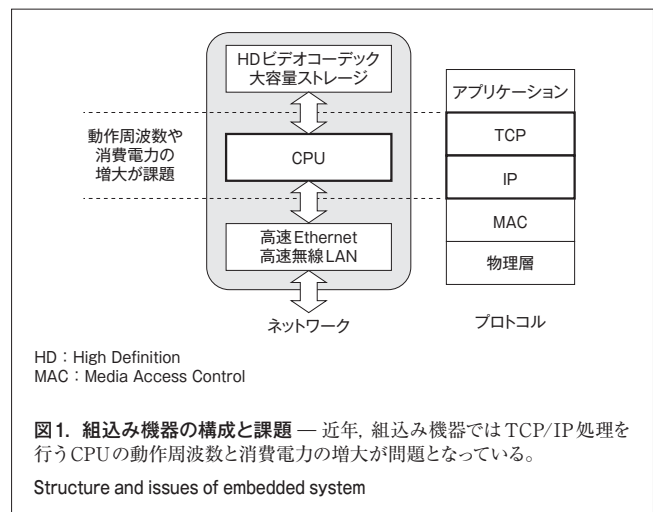 HDビデオコーデック
大容量ストレージ
動作周波数や
消費電力の
増大が課題
CPU
高速Ethernet
高速無線LAN
ネットワーク
アプリケーション
TCP
IP
MAC
物理層
プロトコル
HD：High Definition
MAC：Media Access Control
図1. 組込み機器の構成と課題 — 近年，組込み機器ではTCP/IP処理を
行うCPUの動作周波数と消費電力の増大が問題となっている。
Structure and issues of embedded system